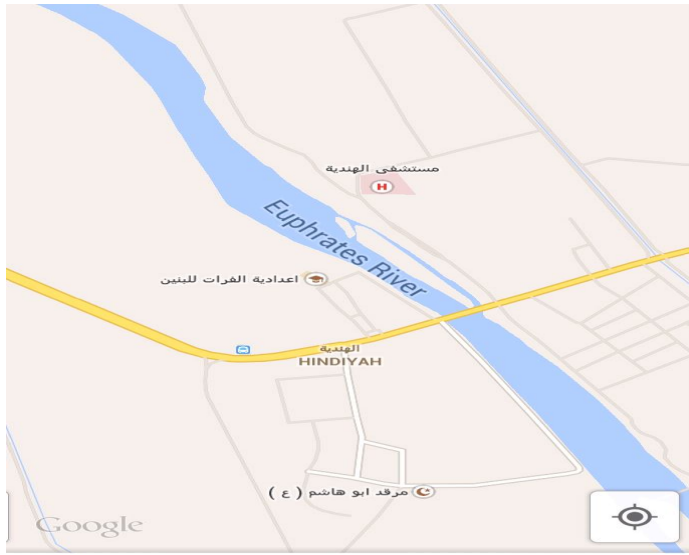 مستشفى الهندية
H
Euphrates River
اعدادية الفرات للبنين
الهندية
HINDIYAH
مرقد ابو هاشم ( ع )
Google